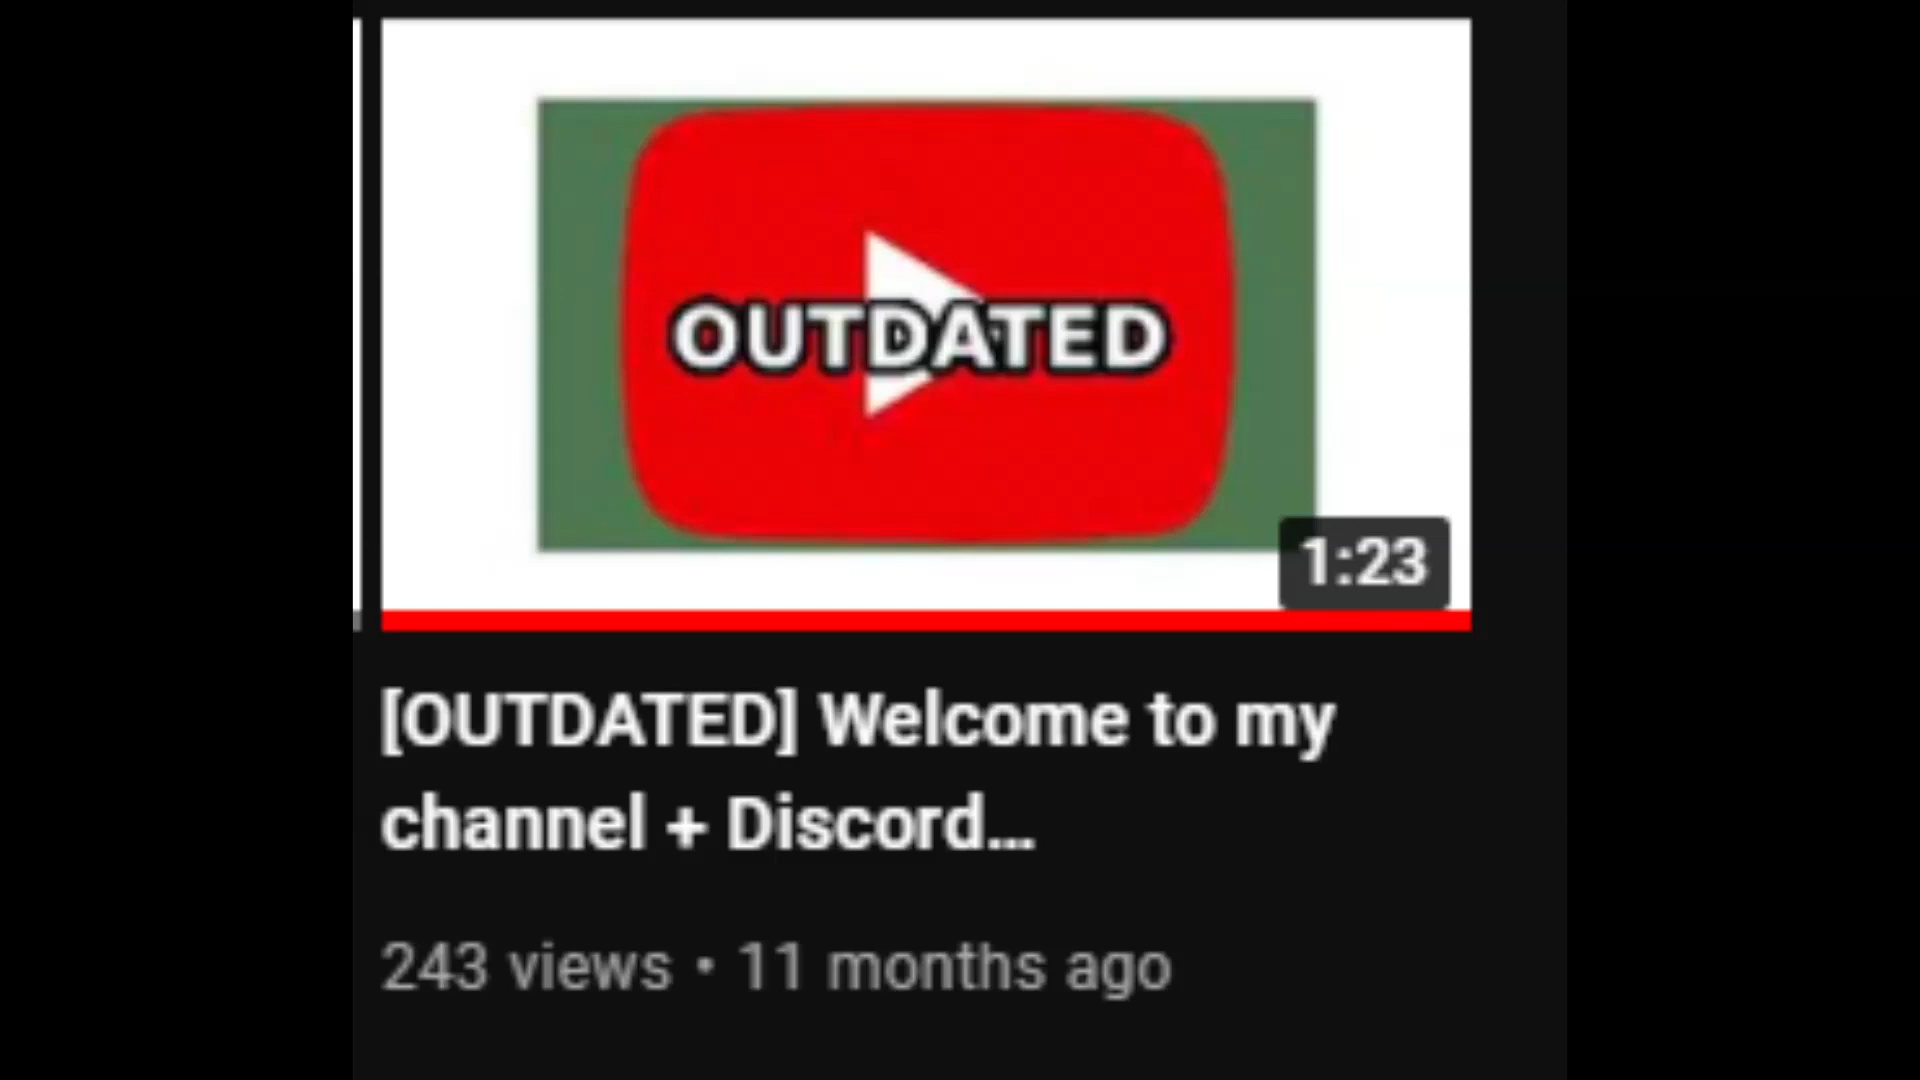 OUTDATED
1:23
[OUTDATED] Welcome to my
channel + Discord...
243 views • 11 months ago